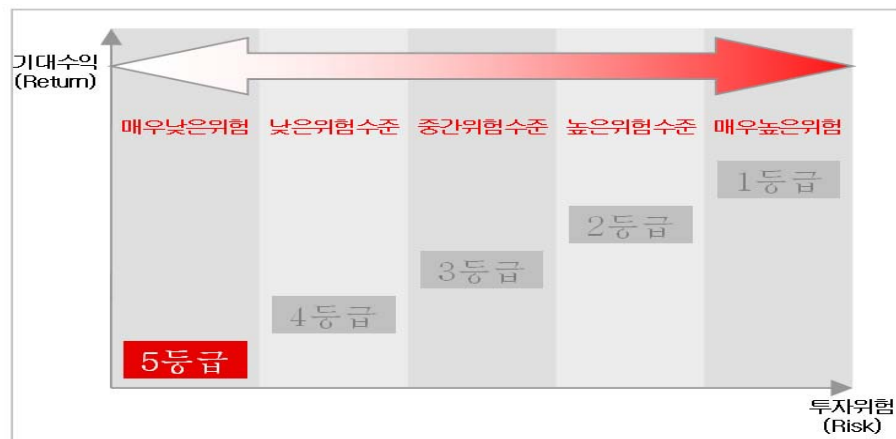 기대수익
(Return)
매우낮은위험 낮은위험수준 중간위험수준 높은위험수준 매우높은위험
1등급
2등급
3등급
4등급
5등급
투자위험
(Risk)